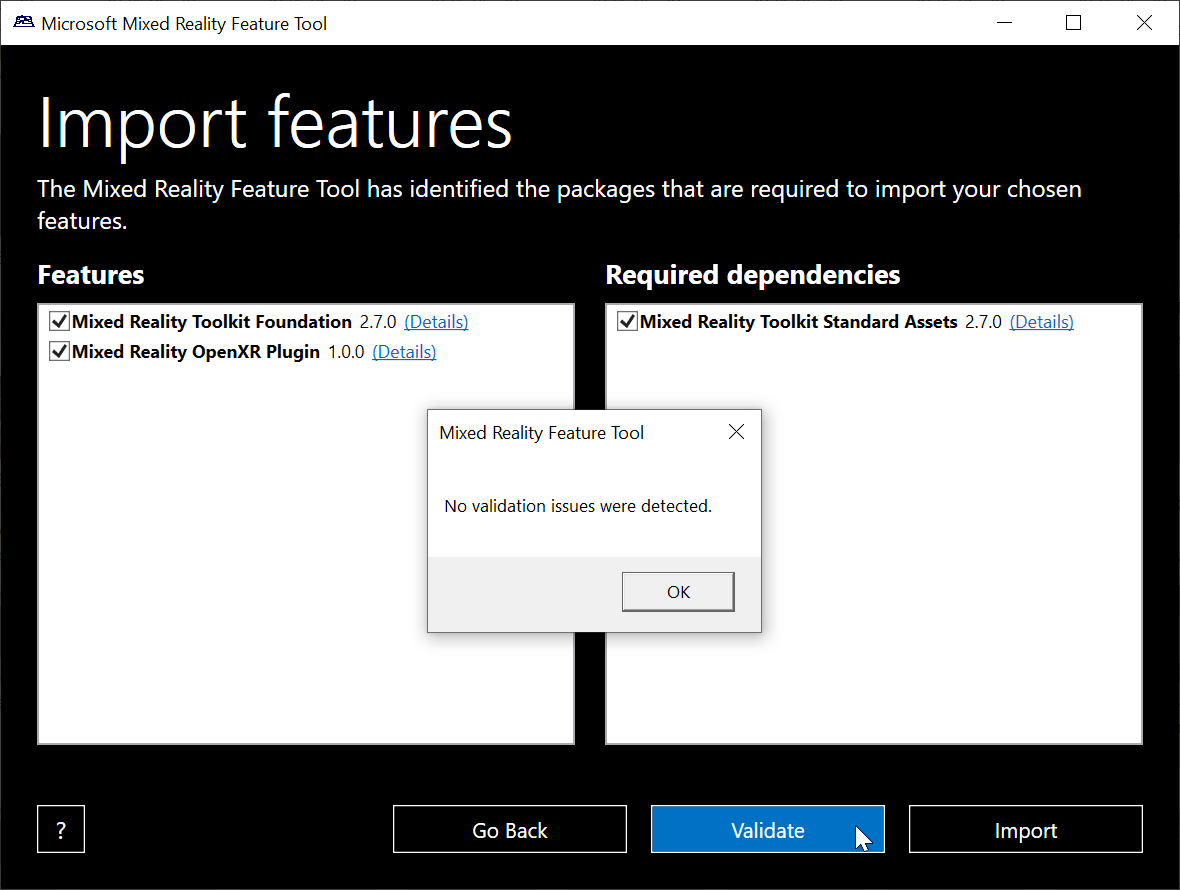 Microsoft Mixed Reality Feature Tool
Import features
The Mixed Reality Feature Tool has identified the packages that are required to import your chosen
features.
Features
Mixed Reality Toolkit Foundation 2.7.0 (Details)
Mixed Reality OpenXR Plugin 1.0.0 (Details)
Required dependencies
Mixed Reality Toolkit Standard Assets 2.7.0 (Details)
Mixed Reality Feature Tool
No validation issues were detected.
OK
?
Go Back
Validate
Import